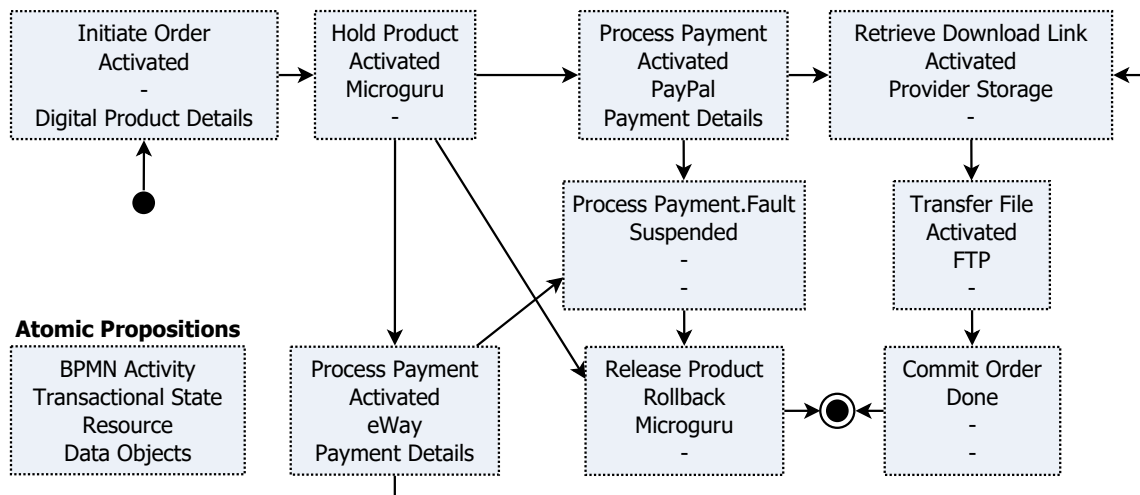 Initiate Order
Activated
-
Digital Product Details
Hold Product
Activated
Microguru
-
Process Payment
Activated
PayPal
Payment Details
Retrieve Download Link
Activated
Provider Storage
-
Process Payment.Fault
Suspended
-
-
Transfer File
Activated
FTP
-
Atomic Propositions
BPMN Activity
Transactional State
Resource
Data Objects
Process Payment
Activated
eWay
Payment Details
Release Product
Rollback
Microguru
-
Commit Order
Done
-
-